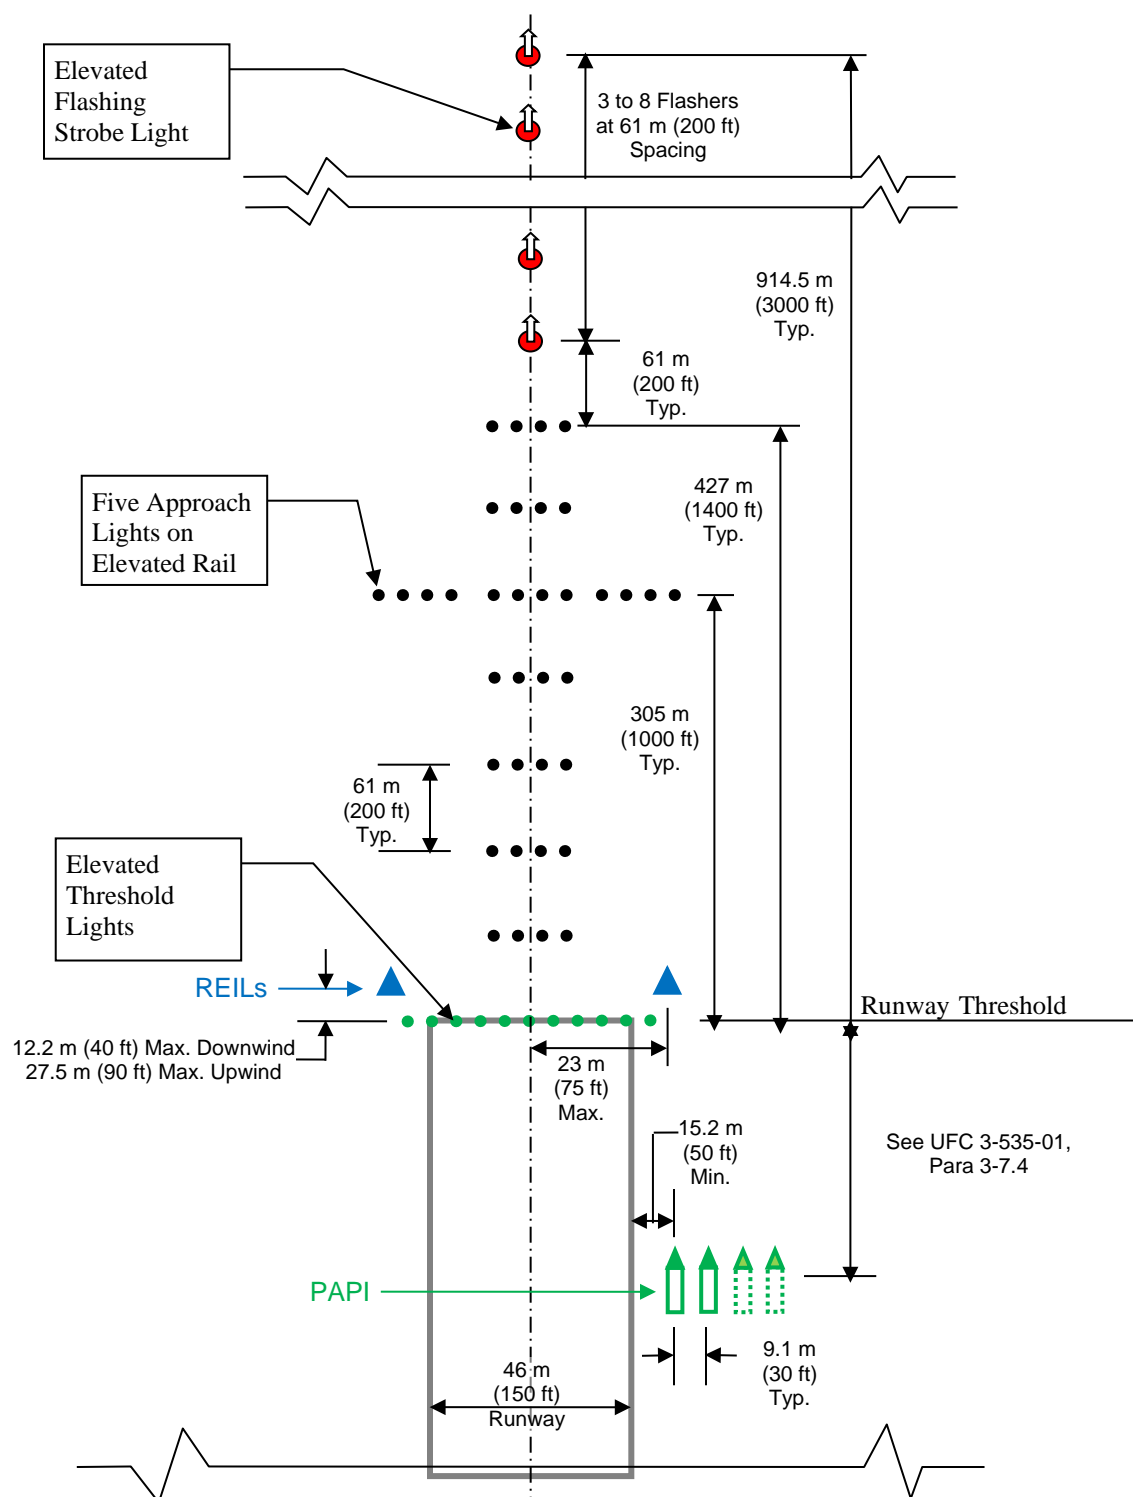 Elevated
Flashing
Strobe Light
3 to 8 Flashers
at 61 m (200 ft)
Spacing
914.5 m
(3000 ft)
Typ.
61 m
(200 ft)
Typ.
427 m
(1400 ft)
Typ.
Five Approach
Lights on
Elevated Rail
305 m
(1000 ft)
Typ.
61 m
(200 ft)
Typ.
Elevated
Threshold
Lights
REILs
Runway Threshold
12.2 m (40 ft) Max. Downwind
27.5 m (90 ft) Max. Upwind
23 m
(75 ft)
Max.
15.2 m
(50 ft)
Min.
See UFC 3-535-01,
Para 3-7.4
PAPI
9.1 m
(30 ft)
Typ.
46 m
(150 ft)
Runway